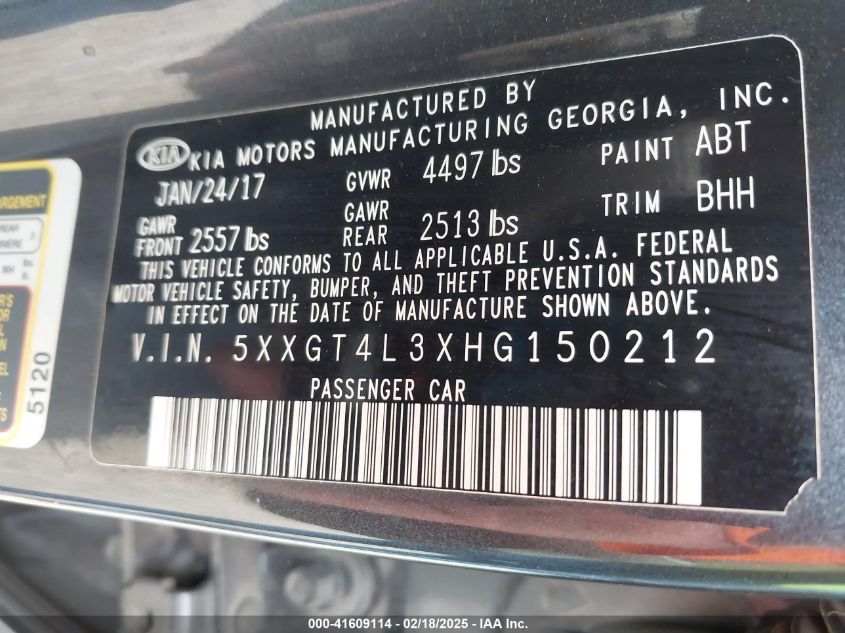 MANUFACTURED BY
KIA KIA MOTORS MANUFACTURING GEORGIA, INC.
JAN/24/17 GVWR 4497 lbs PAINT ABT
GAWR FRONT 2557 lbs GAWR REAR 2513 lbs TRIM BHH
THIS VEHICLE CONFORMS TO ALL APPLICABLE U.S.A. FEDERAL
MOTOR VEHICLE SAFETY, BUMPER, AND THEFT PREVENTION STANDARDS
IN EFFECT ON THE DATE OF MANUFACTURE SHOWN ABOVE.
V.I.N. 5XXGT4L3XHG150212
PASSENGER CAR
REAR
5120
000-41609114 - 02/18/2025 - IAA Inc.